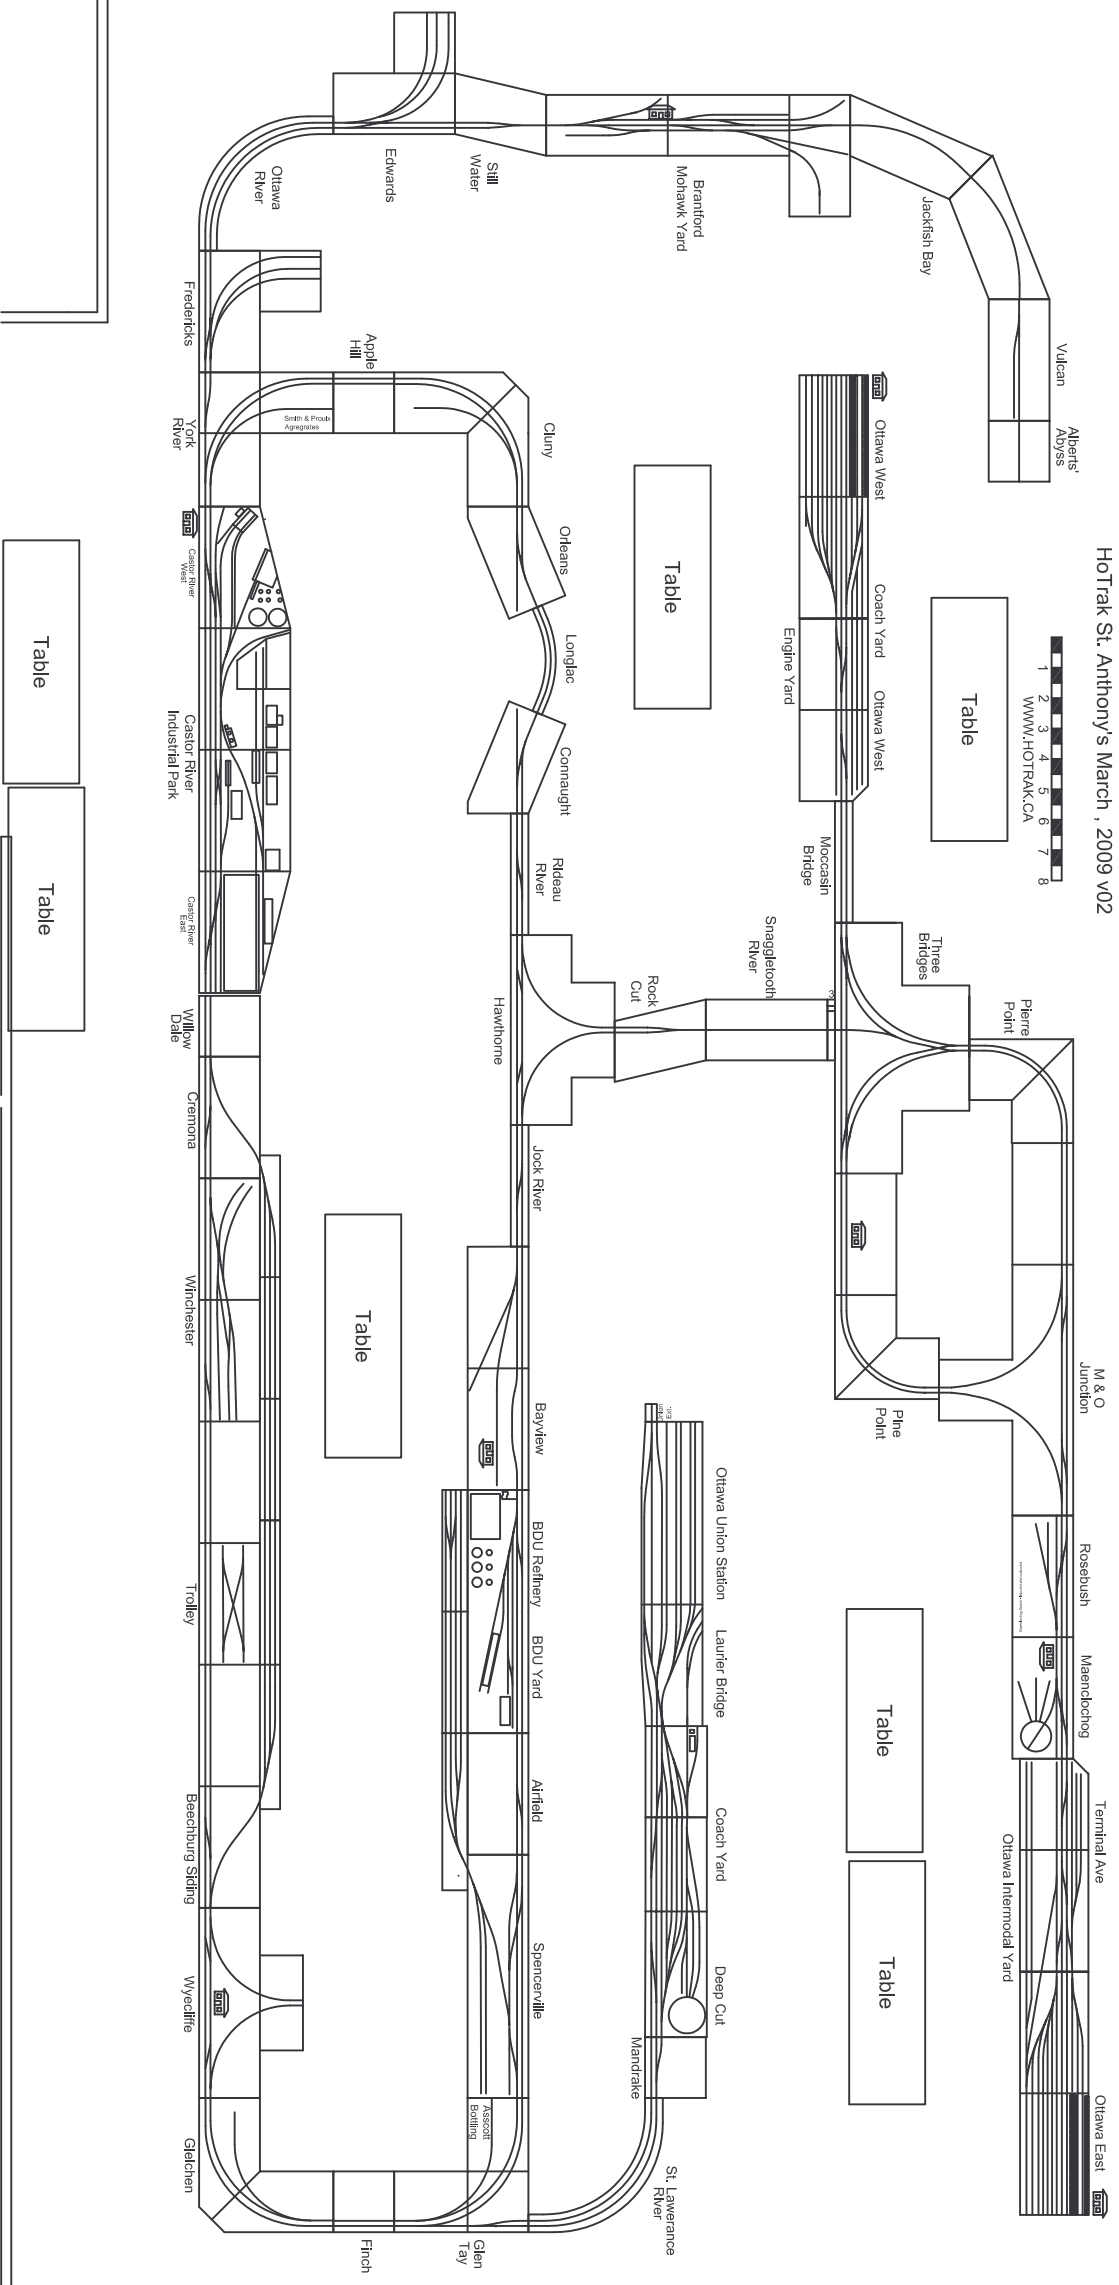 HoTrak St. Anthony's March , 2009 v02
1 2 3 4 5 6 7 8
WWW.HOTRAK.CA
Alberts'
Abyss
Vulcan
Jackfish Bay
Brantford
Mohawk Yard
Still
Water
Edwards
Ottawa
River
Fredericks
York
River
Smith & Proulx
Agregrates
Apple
Hill
Cluny
Orleans
Longlac
Connaught
Rideau
River
Hawthorne
Rock
Cut
Snaggletooth
River
Jock River
Bayview
BDU Refinery
BDU Yard
Airfield
Spencerville
Asscott
Bottling
Glen
Tay
Finch
Gleichen
Wyecliffe
Beechburg Siding
Trolley
Winchester
Cremona
Willow
Dale
Castor River
East
Castor River
Industrial Park
Castor River
West
Ottawa West
Coach Yard
Engine Yard
Ottawa West
Moccasin
Bridge
Three
Bridges
Pierre
Point
M & O
Junction
Pine
Point
Rosebush
Maenclochog
Terminal Ave
Ottawa Intermodal Yard
Ottawa East
Ottawa Union Station
Laurier Bridge
Coach Yard
Deep Cut
Mandrake
St. Lawerance
River
Table
Table
Table
Table
Table
Table
Table